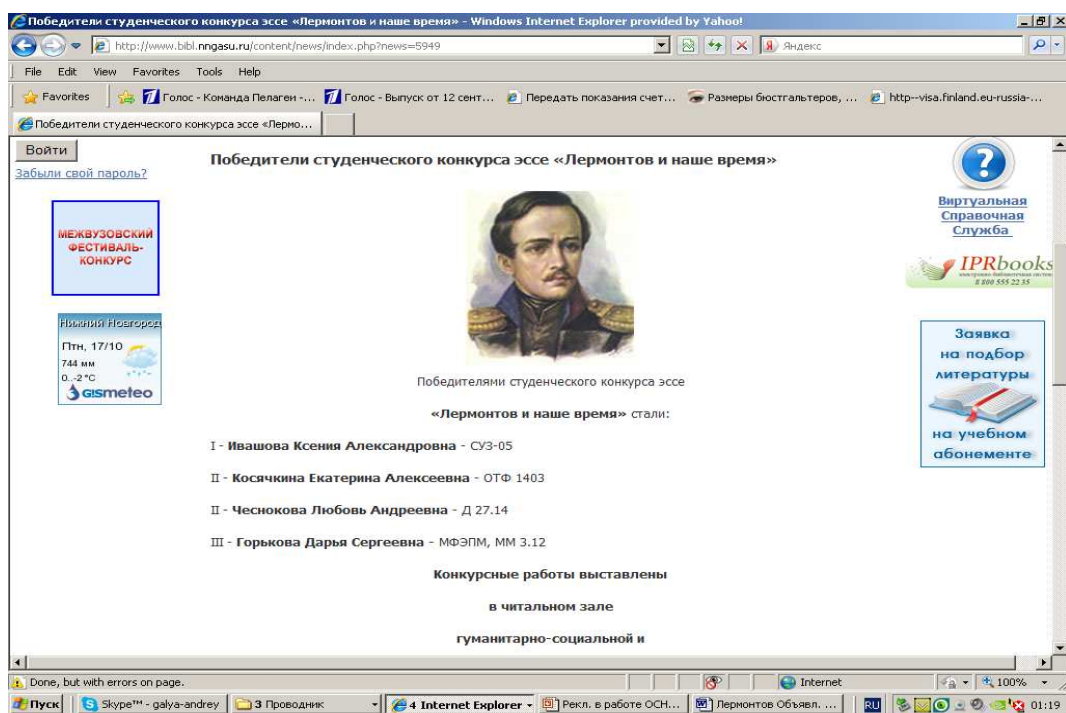 Победители студенческого конкурса эссе «Лермонтов и наше время» - Windows Internet Explorer provided by Yahoo!
http://www.bibl.nngasu.ru/content/news/index.php?news=5949
Яндекс
File Edit View Favorites Tools Help
Favorites
Голос - Команда Пелагеи -...
Голос - Выпуск от 12 сент...
Передать показания счет...
Размеры бюстгальтеров, ...
http--visa.finland.eu-russia-...
Победители студенческого конкурса эссе «Лермо...
Войти
Забыли свой пароль?
МЕЖВУЗОВСКИЙ
ФЕСТИВАЛЬ-
КОНКУРС
Нижний Новгород
Птн, 17/10
744 мм
0..-2 °C
GISmeteo
Победители студенческого конкурса эссе «Лермонтов и наше время»
Победителями студенческого конкурса эссе
«Лермонтов и наше время» стали:
I - Ивашова Ксения Александровна - СУЗ-05
II - Косячкина Екатерина Алексеевна - ОТФ 1403
II - Чеснокова Любовь Андреевна - Д 27.14
III - Горькова Дарья Сергеевна - МФЭПМ, ММ 3.12
Конкурсные работы выставлены
в читальном зале
гуманитарно-социальной и
Виртуальная
Справочная
Служба
IPRbooks
8 800 555 22 35
Заявка
на подбор
литературы
на учебном
абонементе
Done, but with errors on page.
Internet
100%
Пуск
Skype™ - galya-andrey
3 Проводник
4 Internet Explorer
Рекл. в работе ОСН...
Лермонтов Объявл. ...
RU
01:19